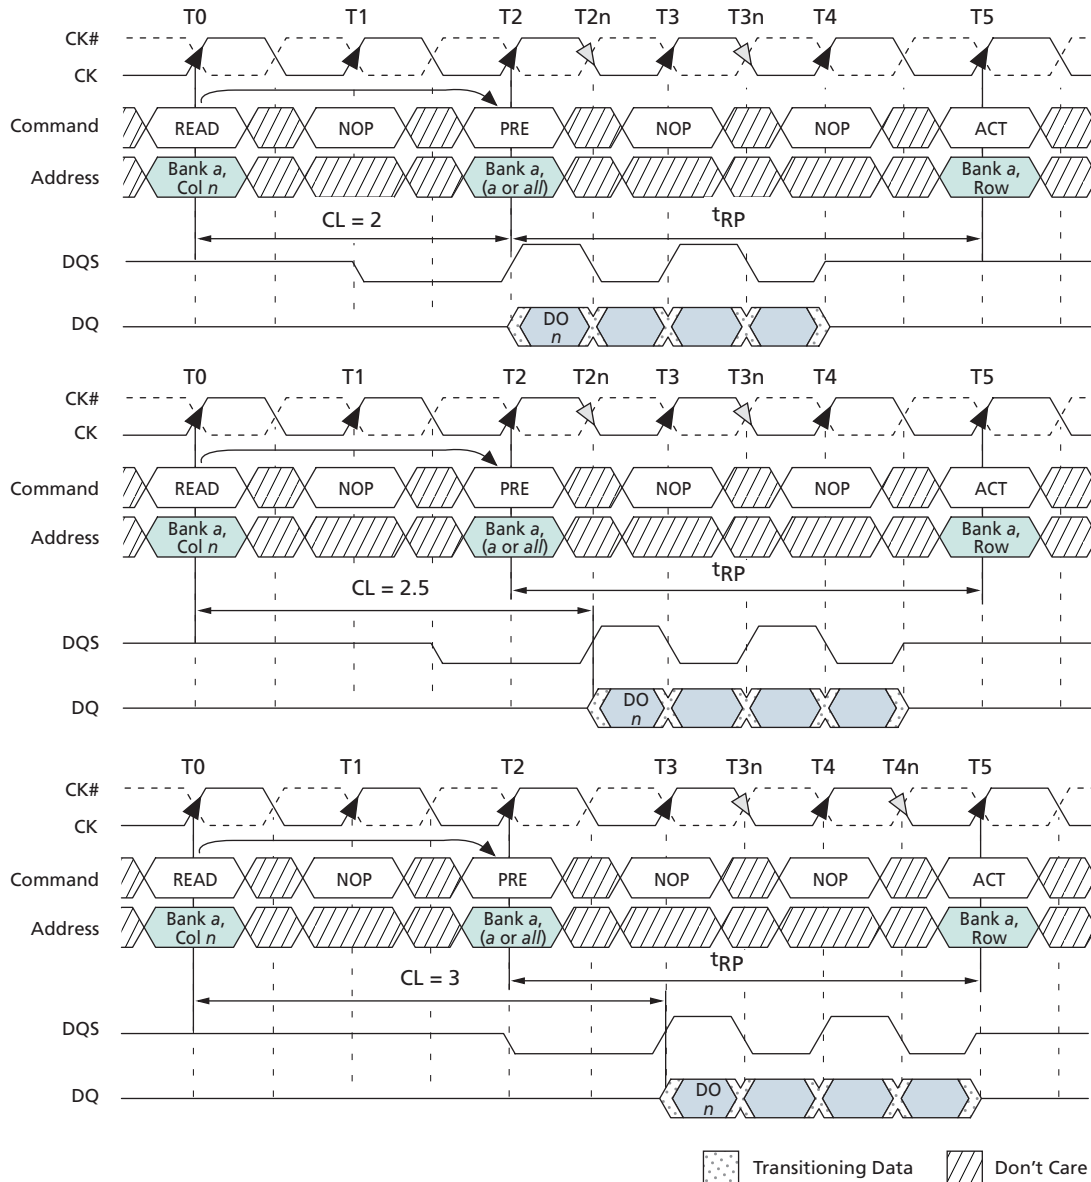 T0 T1 T2 T2n T3 T3n T4 T5
CK#
CK
Command READ NOP PRE NOP NOP ACT
Address Bank a, Col n Bank a, (a or all) Bank a, Row
CL = 2 tRP
DQS
DQ DO n
T0 T1 T2 T2n T3 T3n T4 T5
CK#
CK
Command READ NOP PRE NOP NOP ACT
Address Bank a, Col n Bank a, (a or all) Bank a, Row
tRP
CL = 2.5
DQS
DQ DO n
T0 T1 T2 T3 T3n T4 T4n T5
CK#
CK
Command READ NOP PRE NOP NOP ACT
Address Bank a, Col n Bank a, (a or all) Bank a, Row
tRP
CL = 3
DQS
DQ DO n
Transitioning Data Don't Care